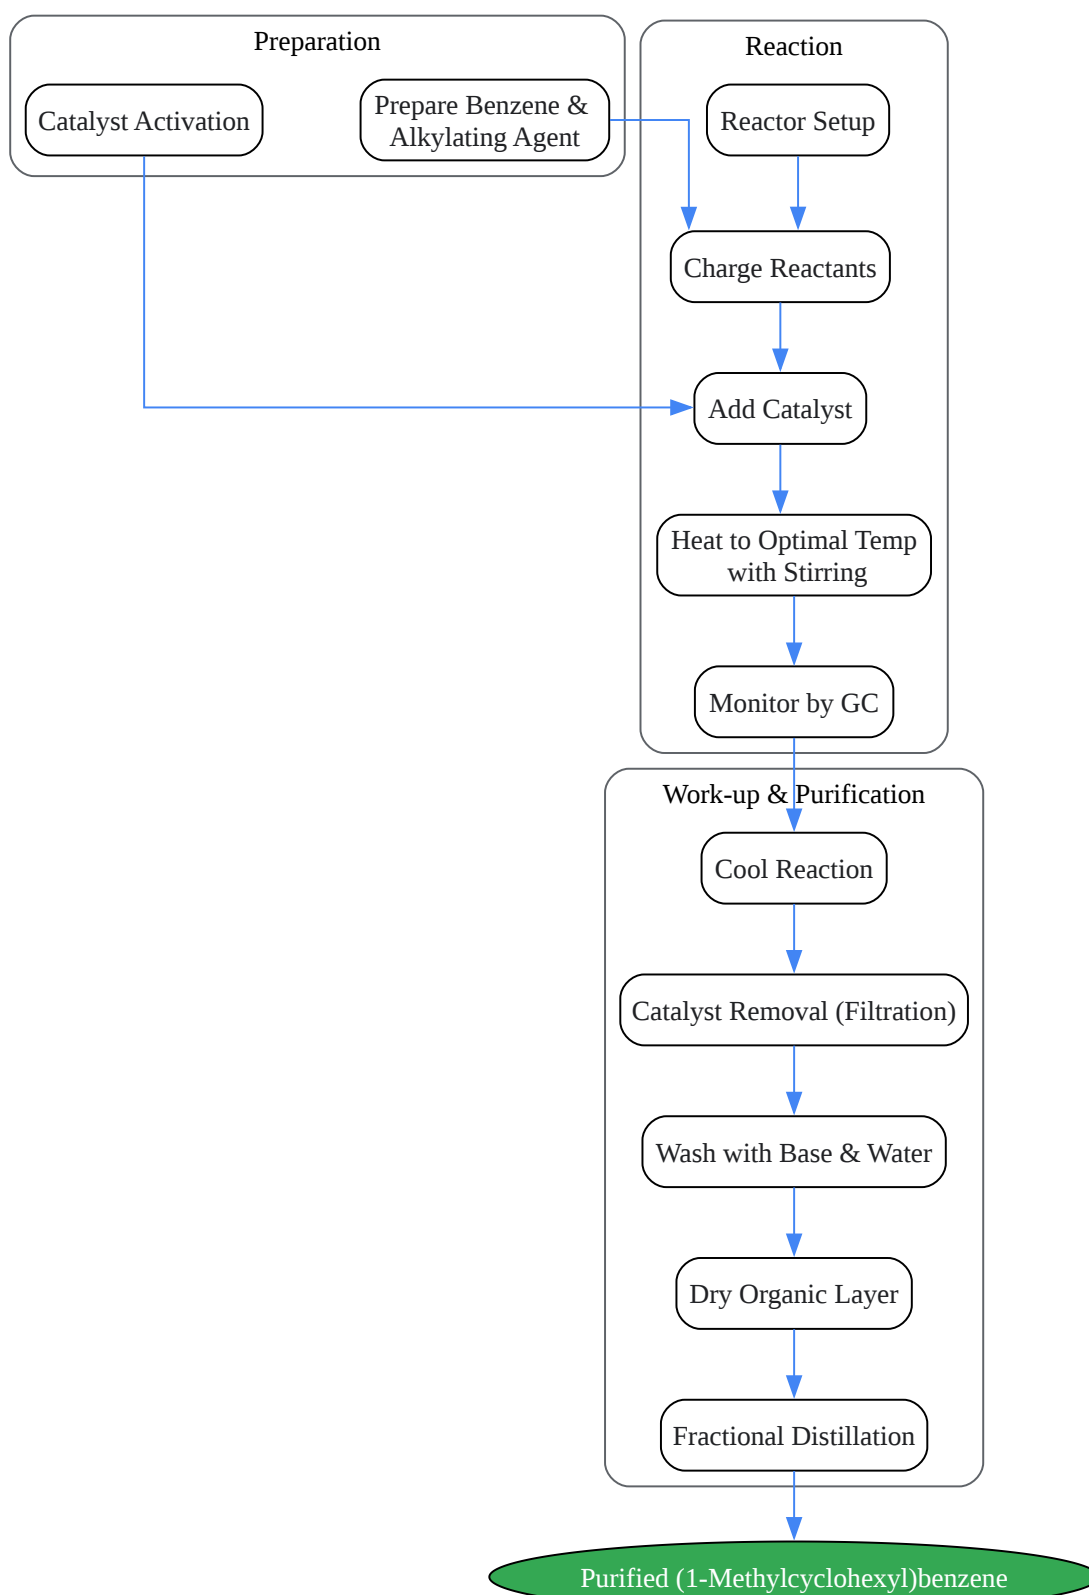 Preparation
Catalyst Activation
Prepare Benzene &
Alkylating Agent
Reaction
Reactor Setup
Charge Reactants
Add Catalyst
Heat to Optimal Temp
with Stirring
Monitor by GC
Work-up & Purification
Cool Reaction
Catalyst Removal (Filtration)
Wash with Base & Water
Dry Organic Layer
Fractional Distillation
Purified (1-Methylcyclohexyl)benzene